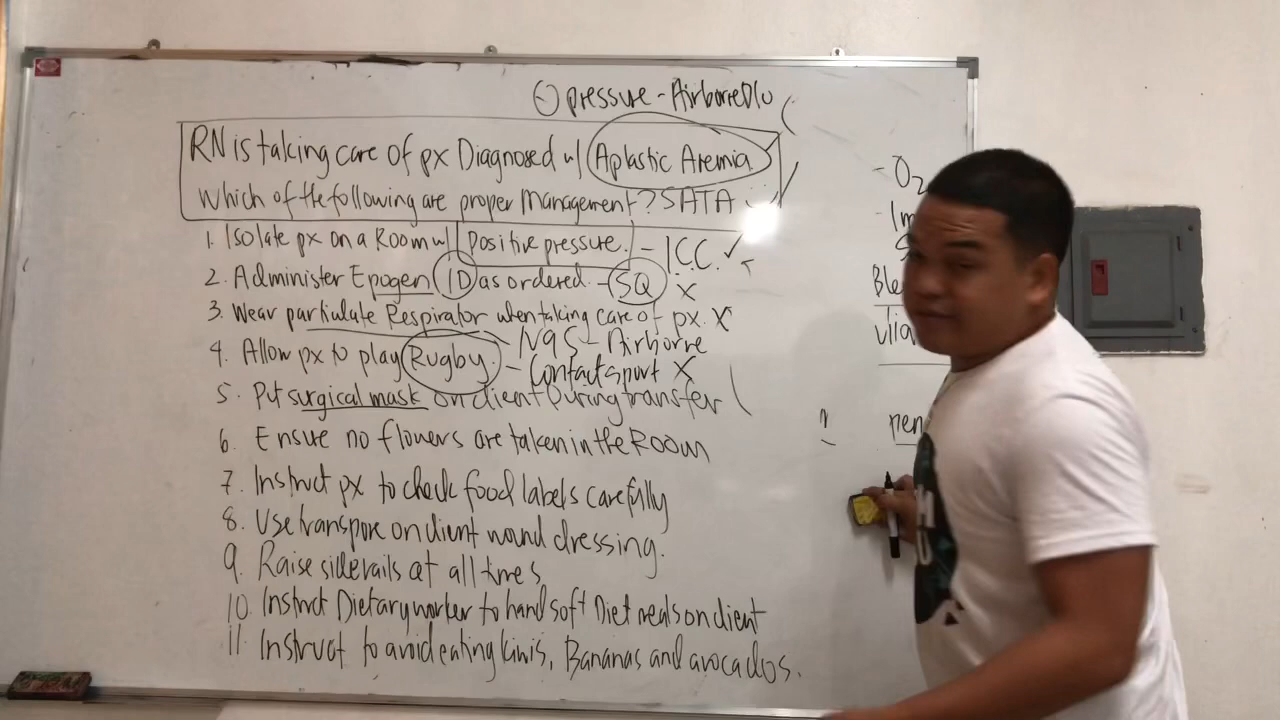 ⊖ pressure - Airborne Dlo
RN is taking care of px Diagnosed w/ Aplastic Anemia
which of the following are proper Management? SATA
1. Isolate px on a Room w/ positive pressure. - I.C.C. ✓
2. Administer Epogen ID as ordered. - SQ x
3. Wear partiulate Respirator when taking care of px. X
N95 - Airborne
4. Allow px to play Rugby. - Contact sport X
5. Put surgical mask on client During transfer
6. Ensure no flowers are taken in the Room
7. Instruct px to check food labels carefully
8. Use transpore on client wound dressing.
9. Raise siderails at all times
10. Instruct Dietary worker to hand soft Diet meals on client
11. Instruct to avoid eating kiwis, Bananas and avocados.
- O2
- Im
Ble
pen